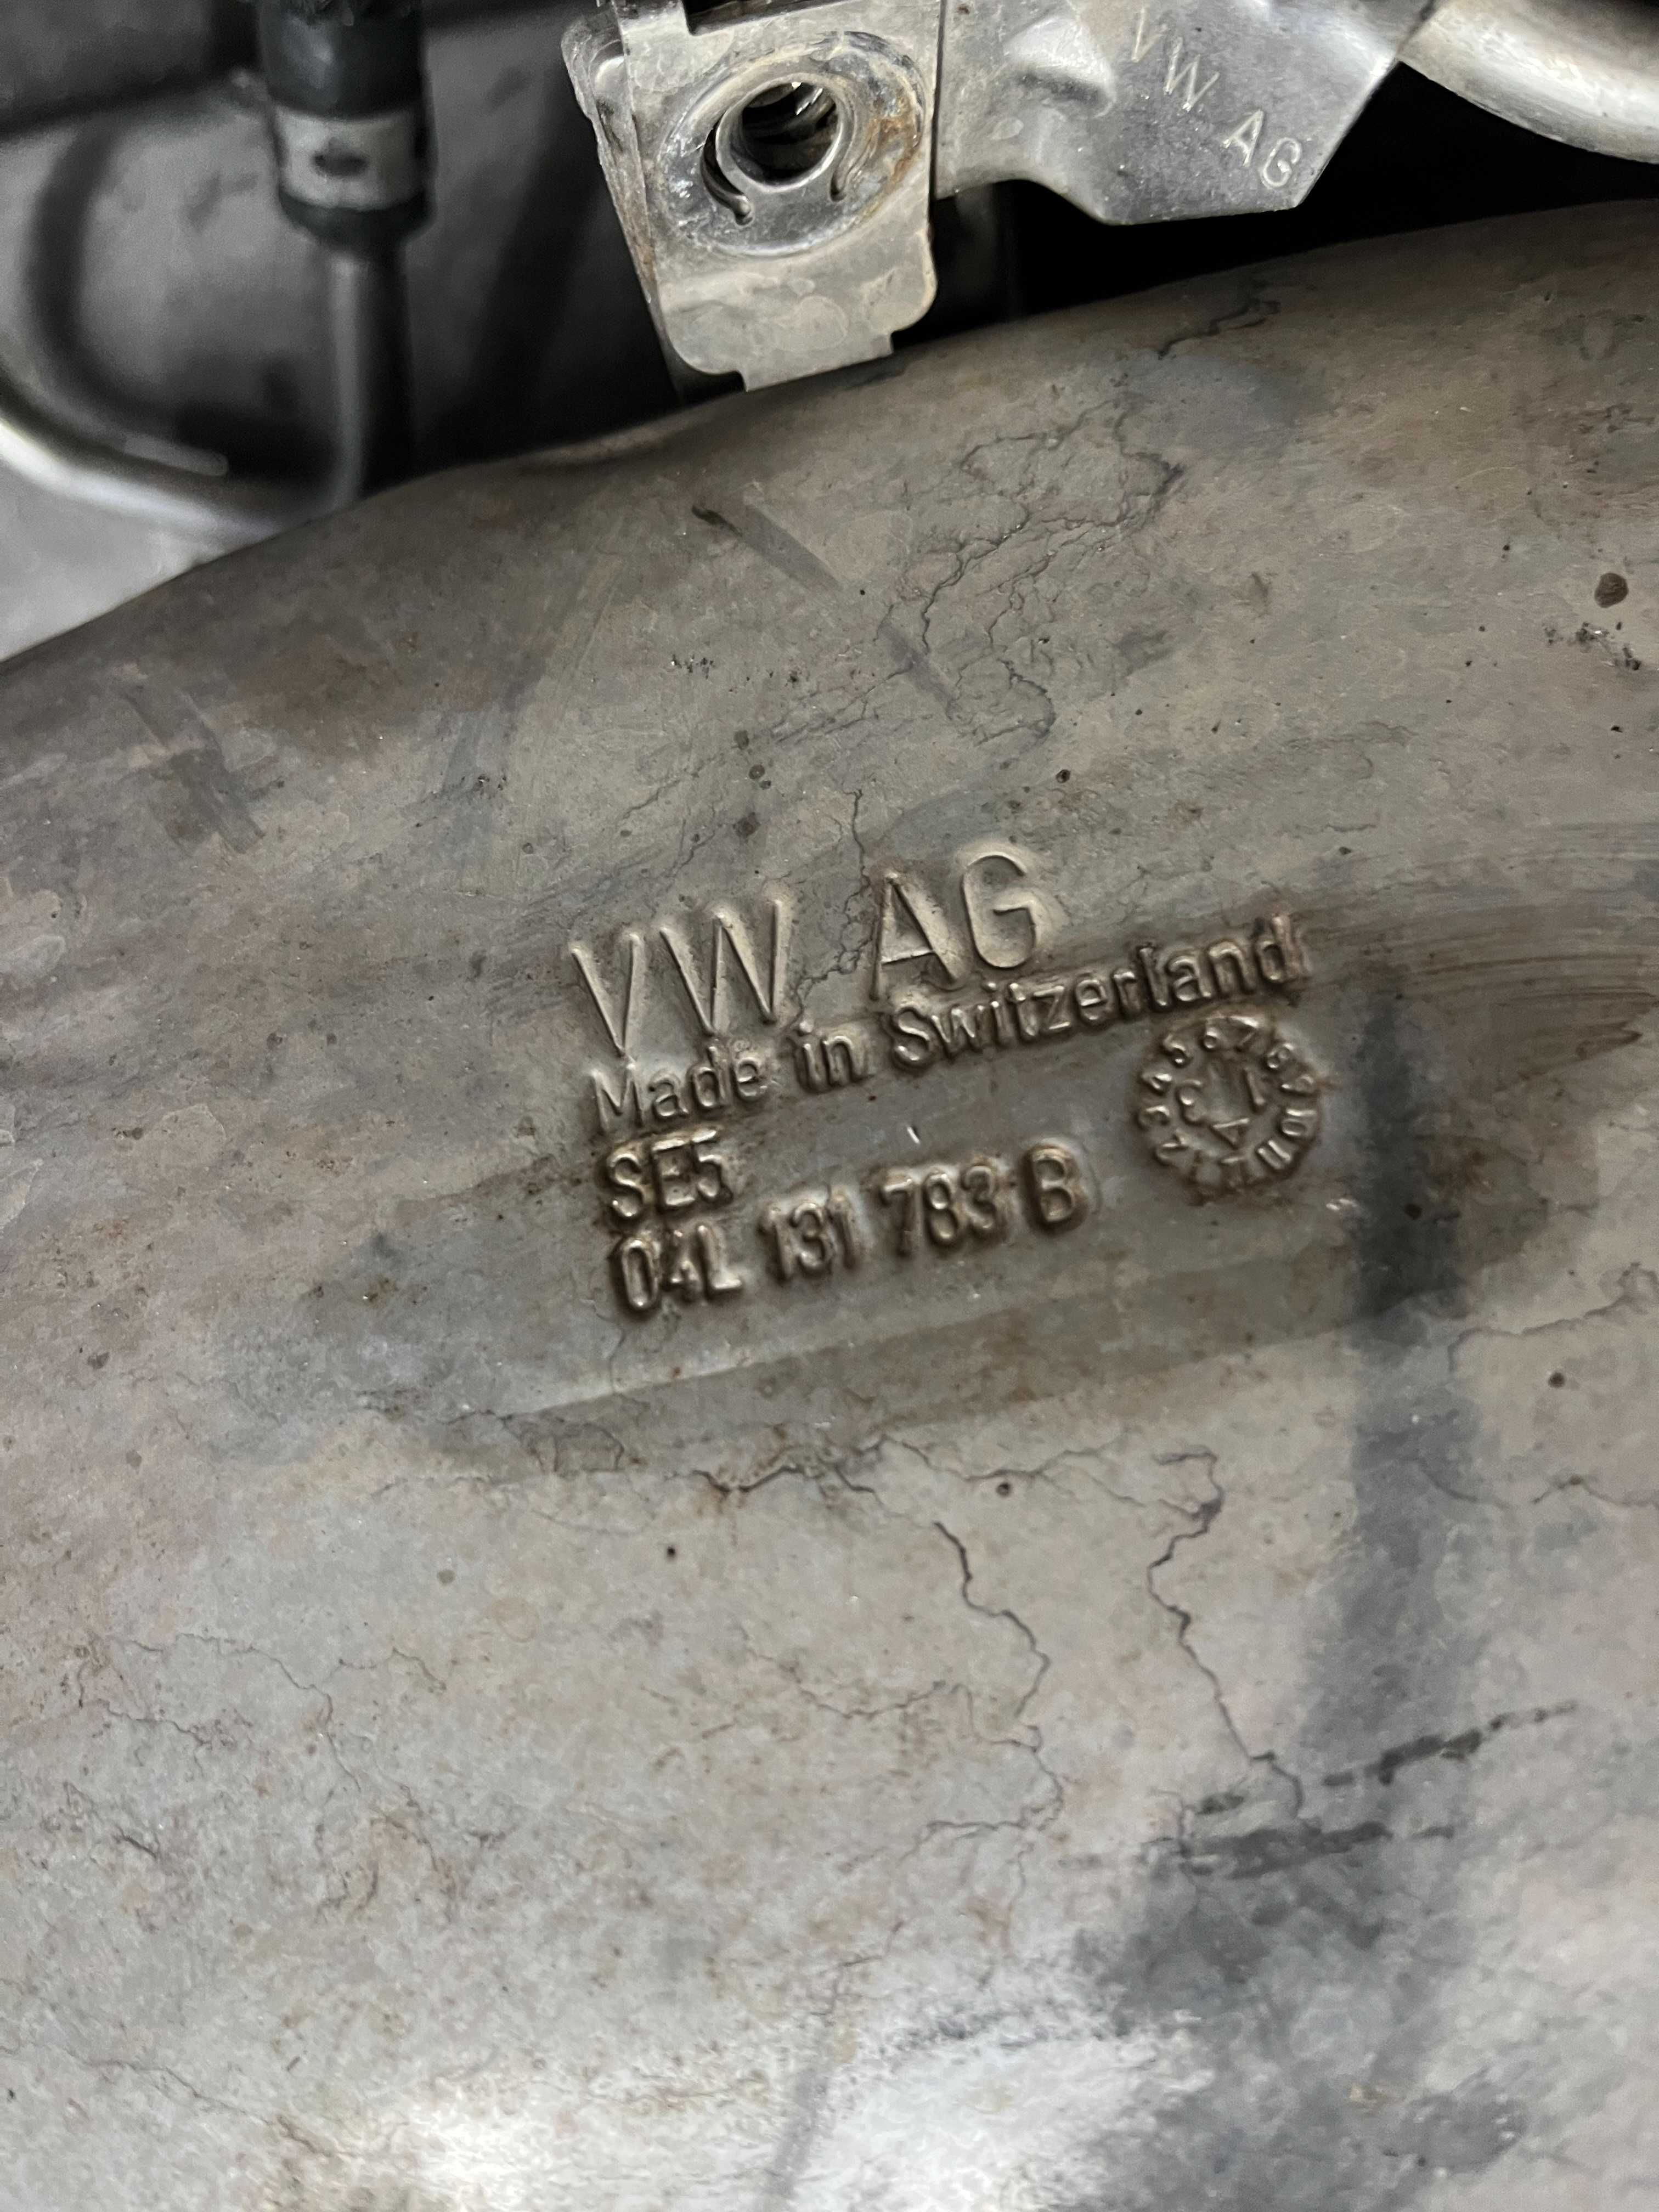 VW AG
VW AG
Made in Switzerland
SE5
04L 131 783 B